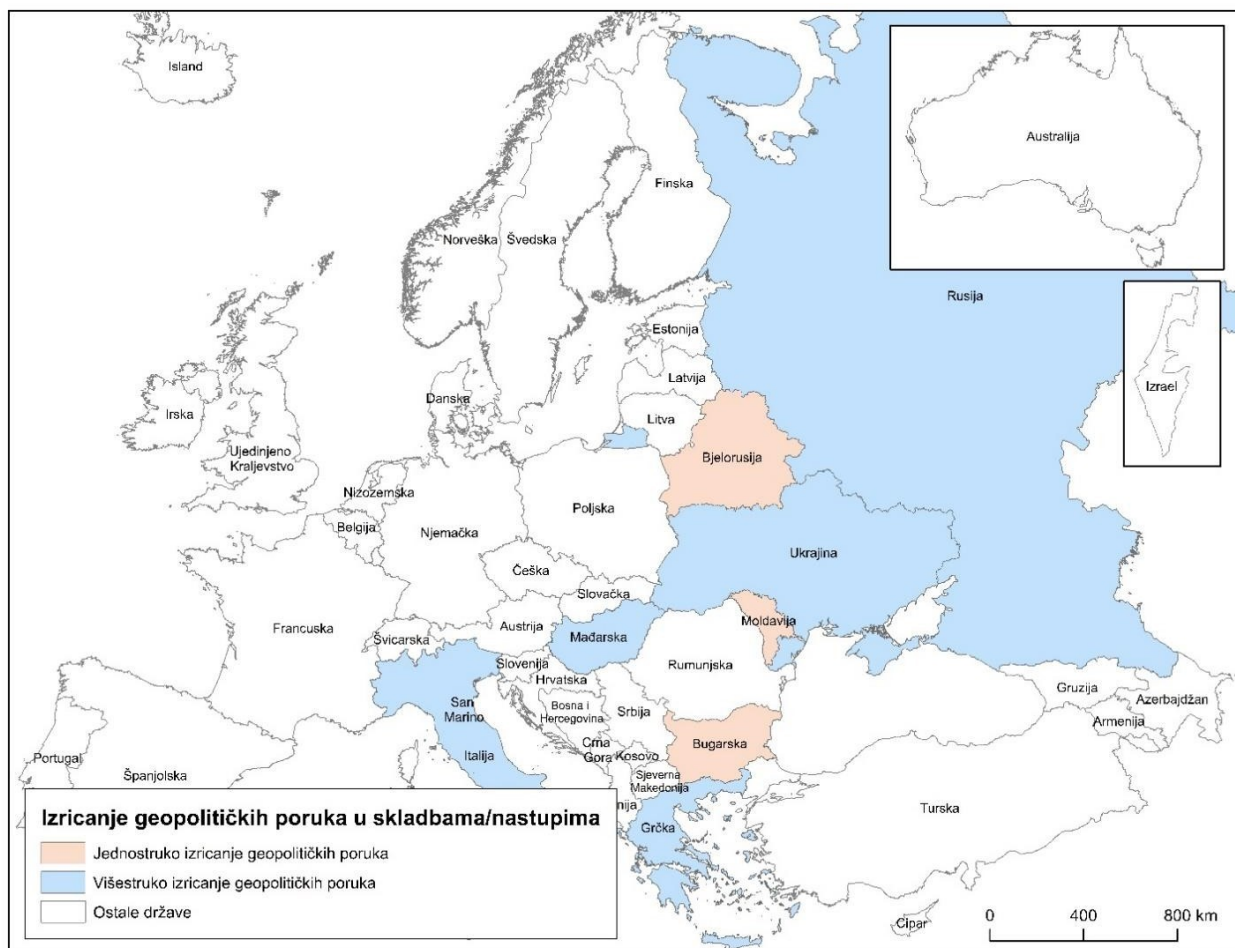 Island
Australija
Finska
Norveška
Švedska
Rusija
Estonija
Izrael
Latvija
Danska
Litva
Irska
Ujedinjeno
Kraljevstvo
Bjelorusija
Nizozemska
Poljska
Belgija
Njemačka
Ukrajina
Češka
Slovačka
Moldavija
Francuska
Austrija
Mađarska
Švicarska
Slovenija
Rumunjska
Hrvatska
Gruzija
San
Marino
Bosna i
Hercegovina
Srbija
Azerbajdžan
Armenija
Crna
Gora
Kosovo
Bugarska
Portugal
Italija
Španjolska
Sjeverna
Makedonija
nija
Turska
Grčka
Izricanje geopolitičkih poruka u skladbama/nastupima
Jednostruko izricanje geopolitičkih poruka
Višestruko izricanje geopolitičkih poruka
Ostale države
Cipar
0 400 800 km